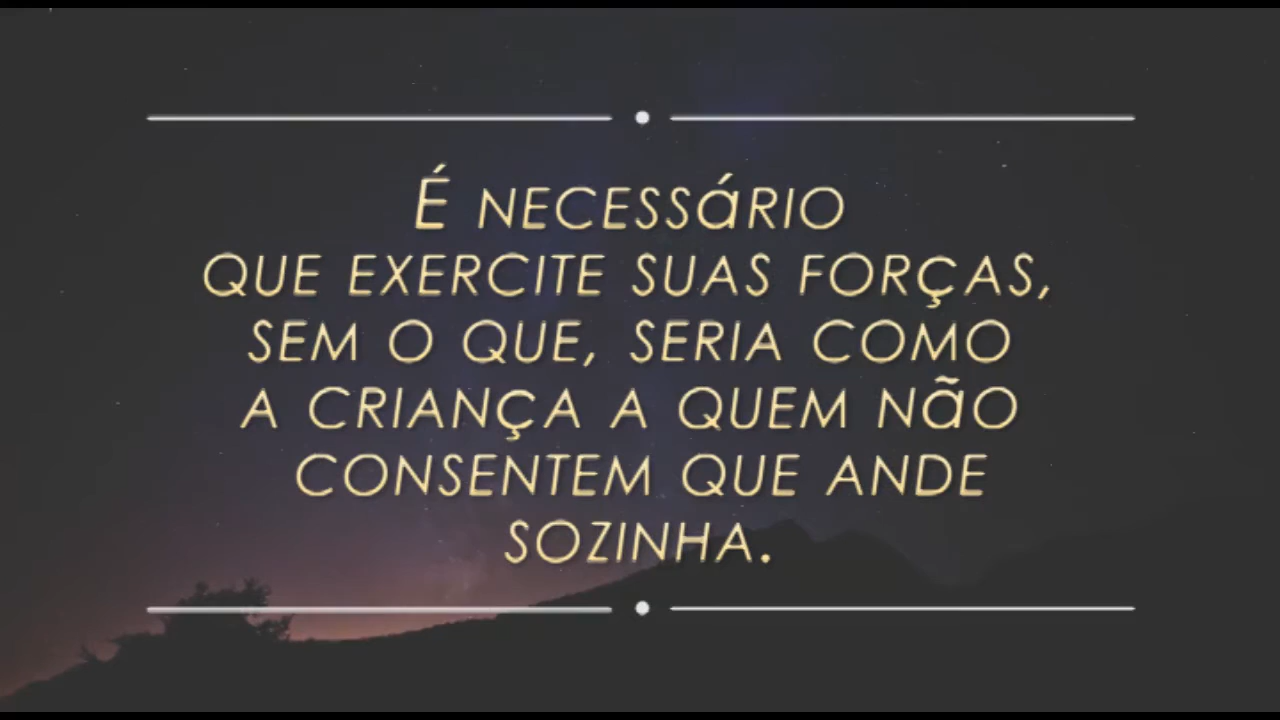 É NECESSáRIO
QUE EXERCITE SUAS FORÇAS,
SEM O QUE, SERIA COMO
A CRIANÇA A QUEM NãO
CONSENTEM QUE ANDE
SOZINHA.